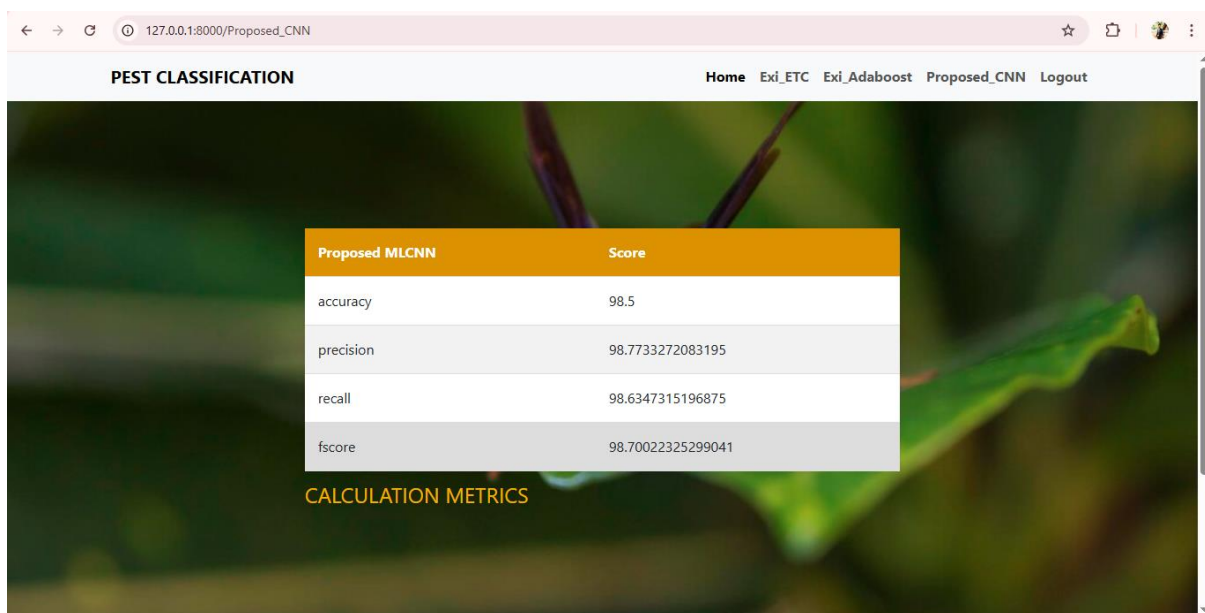 127.0.0.1:8000/Proposed_CNN
PEST CLASSIFICATION Home Exi_ETC Exi_Adaboost Proposed_CNN Logout
Proposed MLCNN Score
accuracy 98.5
precision 98.7733272083195
recall 98.6347315196875
fscore 98.70022325299041
CALCULATION METRICS